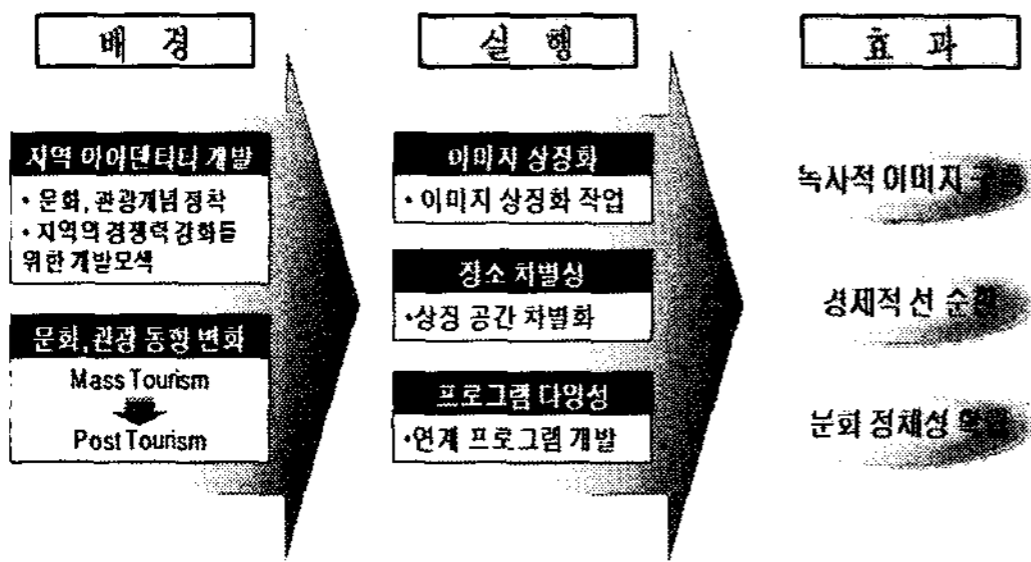 배 경
지역 아이덴티티 개발
• 문화, 관광개념 정착
• 지역의 경쟁력 강화를
위한 개발모색
문화, 관광 동향 변화
Mass Tourism
Post Tourism
실 행
이미지 상징화
• 이미지 상징화 작업
장소 차별성
•상징 공간 차별화
프로그램 다양성
•연계 프로그램 개발
효 과
이미지
경제적 선 순환
문화 정체성